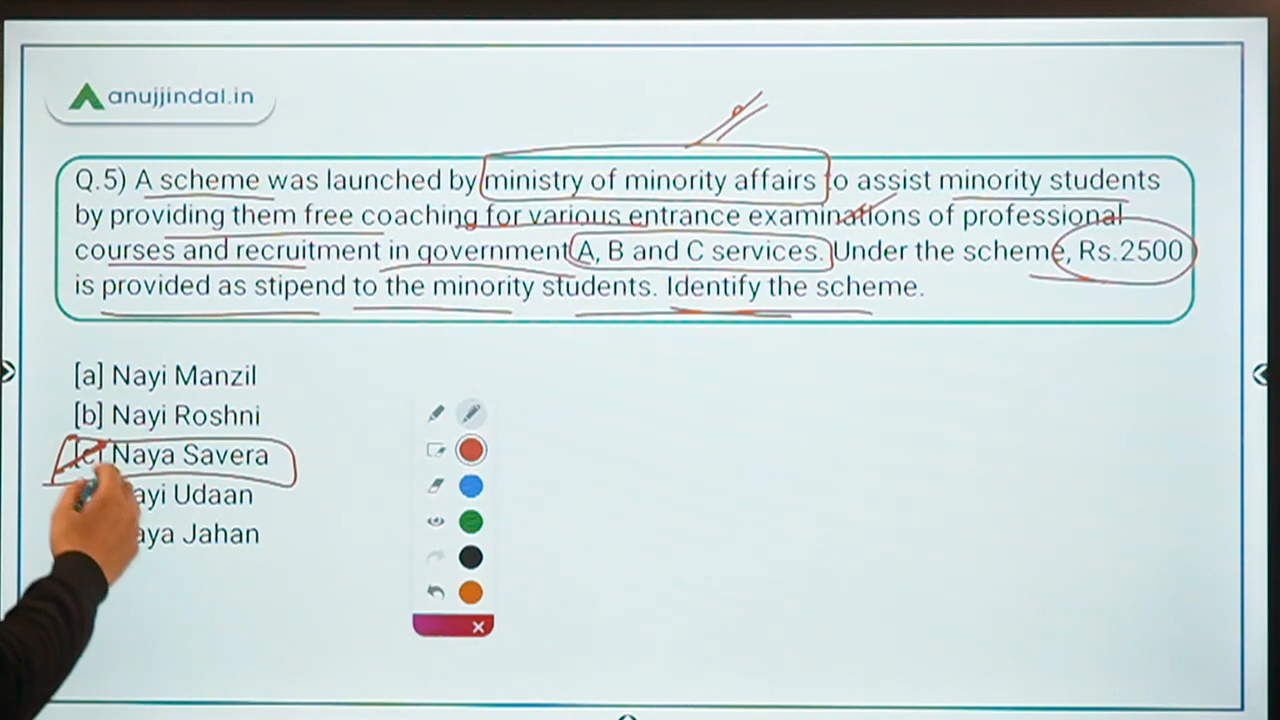 anujjindal.in
Q.5) A scheme was launched by ministry of minority affairs to assist minority students
by providing them free coaching for various entrance examinations of professional
courses and recruitment in government A, B and C services. Under the scheme, Rs.2500
is provided as stipend to the minority students. Identify the scheme.
[a] Nayi Manzil
[b] Nayi Roshni
[c] Naya Savera
ayi Udaan
aya Jahan